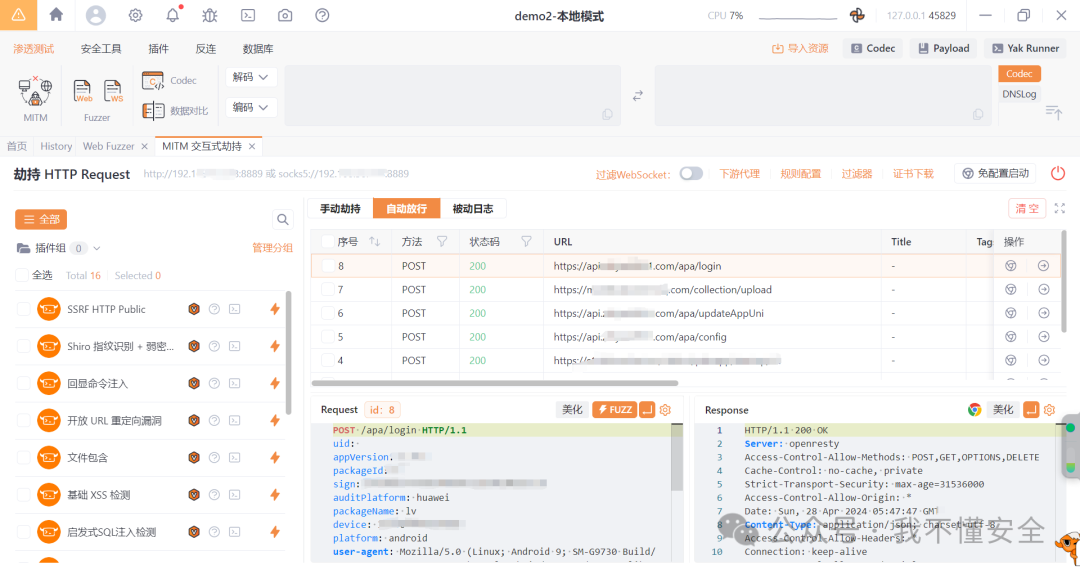 demo2-本地模式
CPU 7%
127.0.0.1 45829
渗透测试 安全工具 插件 反连 数据库
导入资源 Codec Payload Yak Runner
MITM
Web
WS
Fuzzer
Codec
数据对比
解码
编码
Codec
DNSLog
首页 History Web Fuzzer MITM 交互式劫持
劫持 HTTP Request http://192.1 :8889 或 socks5://192. :8889
过滤WebSocket: 下游代理 规则配置 过滤器 证书下载 免配置启动
全部
插件组 0 管理分组
全选 Total 16 Selected 0
SSRF HTTP Public
Shiro 指纹识别 + 弱密...
回显命令注入
开放 URL 重定向漏洞
文件包含
基础 XSS 检测
启发式SQL注入检测
手动劫持 自动放行 被动日志 清空
序号 方法 状态码 URL Title Tag 操作
8 POST 200 https://api .com/apa/login -
7 POST 200 https://m .com/collection/upload -
6 POST 200 https://api. .com/apa/updateAppUni -
5 POST 200 https://api. .com/apa/config -
4 POST 200 https:// -
Request id: 8 美化 FUZZ
POST /apa/login HTTP/1.1
uid:
appVersion:
packageId:
sign:
auditPlatform: huawei
packageName: lv
device:
platform: android
user-agent: Mozilla/5.0 (Linux; Android 9; SM-G9730 Build/
Response 美化
1 HTTP/1.1 200 OK
2 Server: openresty
3 Access-Control-Allow-Methods: POST,GET,OPTIONS,DELETE
4 Cache-Control: no-cache, private
5 Strict-Transport-Security: max-age=31536000
6 Access-Control-Allow-Origin: *
7 Date: Sun, 28 Apr 2024 05:47:47 GMT
8 Content-Type: application/json; charset=utf-8
9 Access-Control-Allow-Headers:
10 Connection: keep-alive
公众号 · 我不懂安全